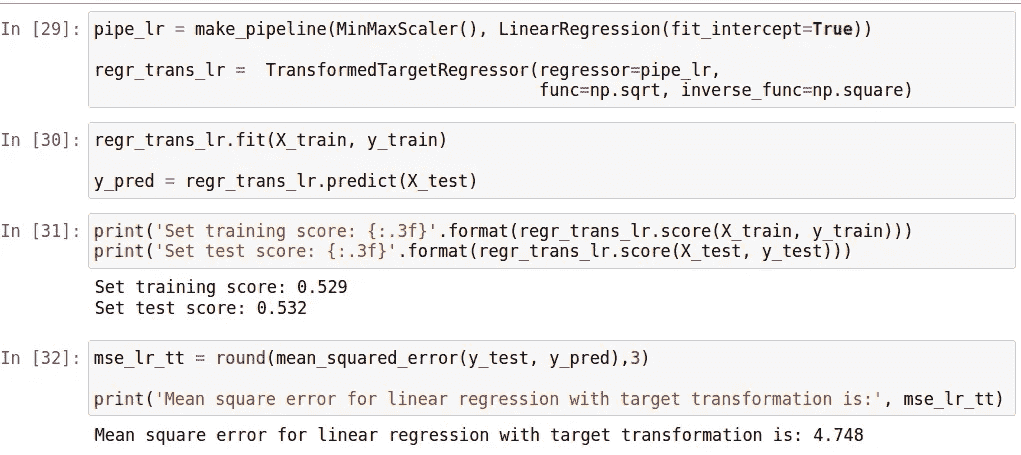 In [29]: pipe_lr = make_pipeline(MinMaxScaler(), LinearRegression(fit_intercept=True))
regr_trans_lr =  TransformedTargetRegressor(regressor=pipe_lr,
func=np.sqrt, inverse_func=np.square)
In [30]: regr_trans_lr.fit(X_train, y_train)
y_pred = regr_trans_lr.predict(X_test)
In [31]: print('Set training score: {:.3f}'.format(regr_trans_lr.score(X_train, y_train)))
print('Set test score: {:.3f}'.format(regr_trans_lr.score(X_test, y_test)))
Set training score: 0.529
Set test score: 0.532
In [32]: mse_lr_tt = round(mean_squared_error(y_test, y_pred),3)
print('Mean square error for linear regression with target transformation is:', mse_lr_tt)
Mean square error for linear regression with target transformation is: 4.748